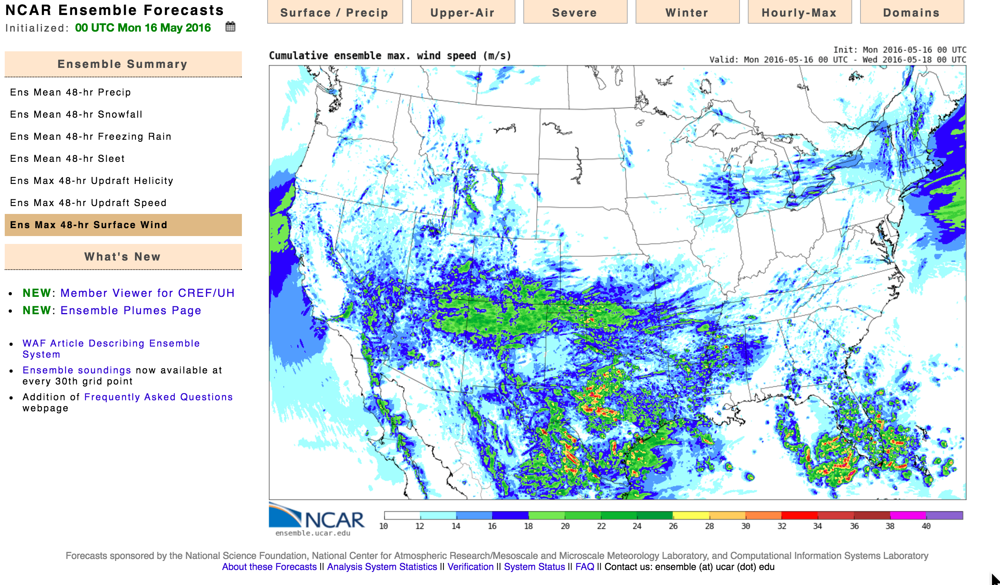 NCAR Ensemble Forecasts
Initialized: 00 UTC Mon 16 May 2016
Surface / Precip
Upper-Air
Severe
Winter
Hourly-Max
Domains
Ensemble Summary
Ens Mean 48-hr Precip
Ens Mean 48-hr Snowfall
Ens Mean 48-hr Freezing Rain
Ens Mean 48-hr Sleet
Ens Max 48-hr Updraft Helicity
Ens Max 48-hr Updraft Speed
Ens Max 48-hr Surface Wind
What's New
NEW: Member Viewer for CREF/UH
NEW: Ensemble Plumes Page
WAF Article Describing Ensemble
System
Ensemble soundings now available at
every 30th grid point
Addition of Frequently Asked Questions
webpage
Cumulative ensemble max. wind speed (m/s)
Init: Mon 2016-05-16 00 UTC
Valid: Mon 2016-05-16 00 UTC - Wed 2016-05-18 00 UTC
NCAR
ensemble.ucar.edu
10 12 14 16 18 20 22 24 26 28 30 32 34 36 38 40
Forecasts sponsored by the National Science Foundation, National Center for Atmospheric Research/Mesoscale and Microscale Meteorology Laboratory, and Computational Information Systems Laboratory
About these Forecasts || Analysis System Statistics || Verification || System Status || FAQ || Contact us: ensemble (at) ucar (dot) edu